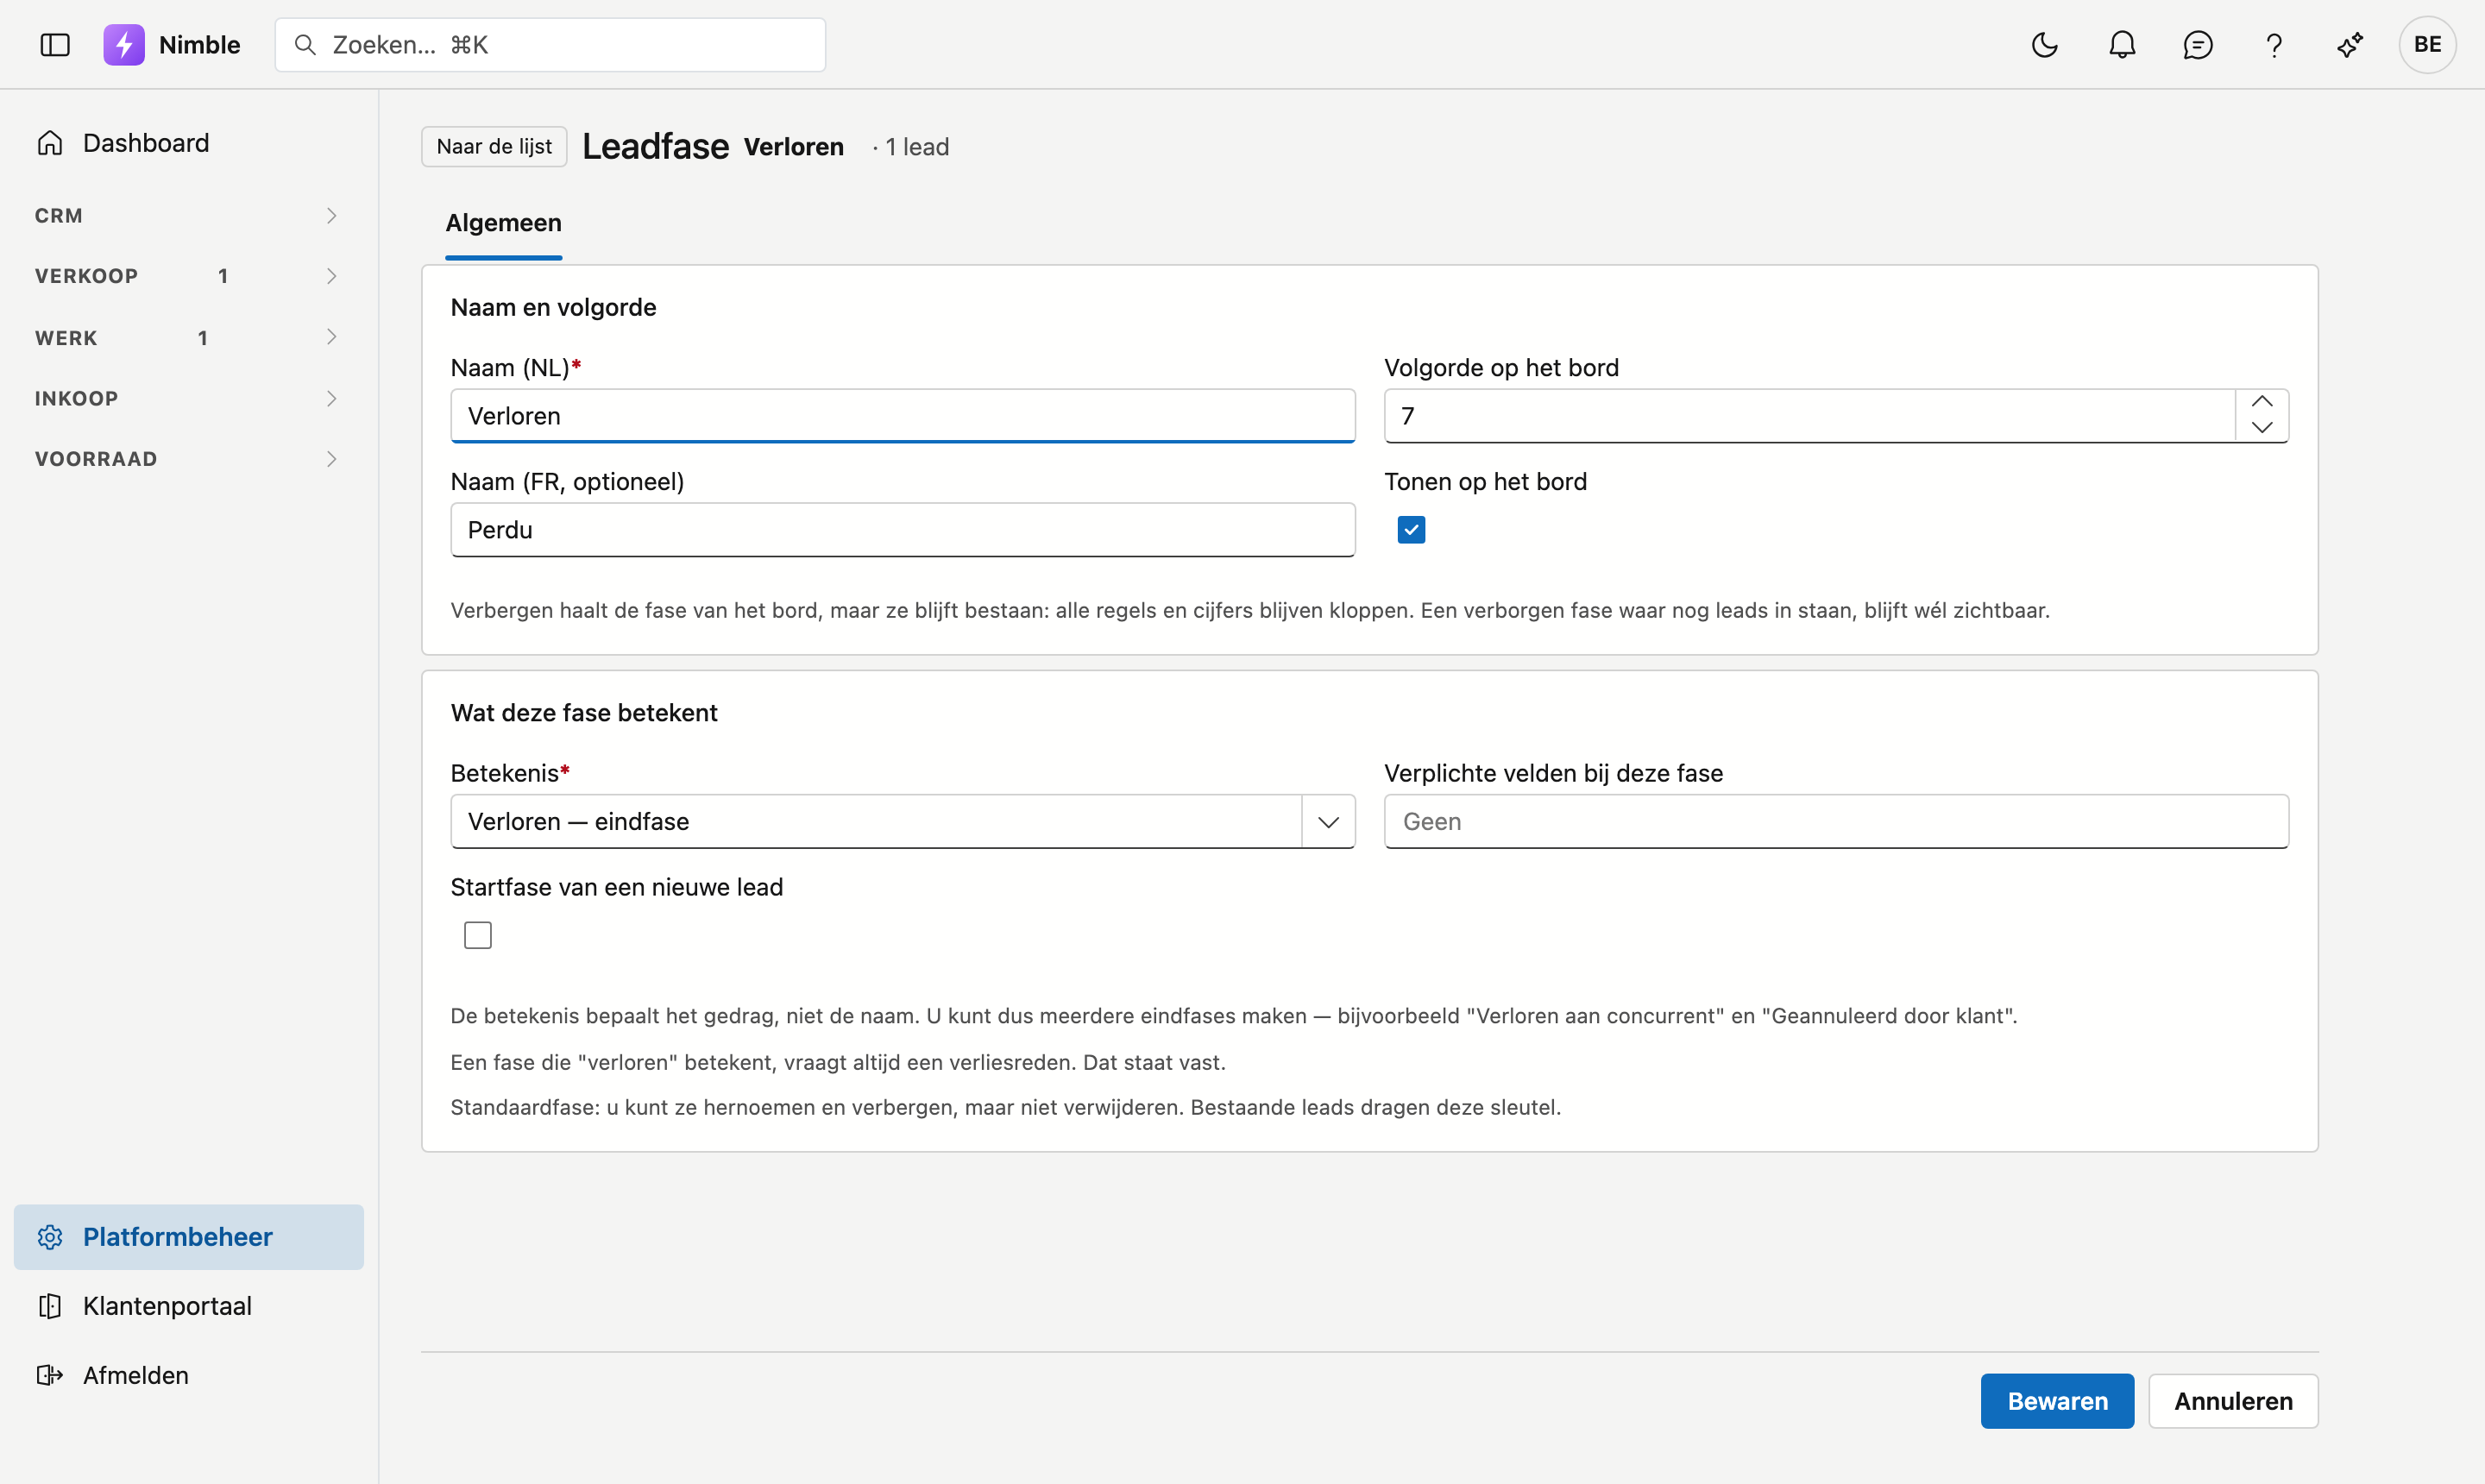 Nimble
Zoeken... ⌘K
BE
Dashboard
CRM
VERKOOP 1
WERK 1
INKOOP
VOORRAAD
Platformbeheer
Klantenportaal
Afmelden
Naar de lijst Leadfase Verloren · 1 lead
Algemeen
Naam en volgorde
Naam (NL)*
Verloren
Volgorde op het bord
7
Naam (FR, optioneel)
Perdu
Tonen op het bord
Verbergen haalt de fase van het bord, maar ze blijft bestaan: alle regels en cijfers blijven kloppen. Een verborgen fase waar nog leads in staan, blijft wél zichtbaar.
Wat deze fase betekent
Betekenis*
Verloren — eindfase
Verplichte velden bij deze fase
Geen
Startfase van een nieuwe lead
De betekenis bepaalt het gedrag, niet de naam. U kunt dus meerdere eindfases maken — bijvoorbeeld "Verloren aan concurrent" en "Geannuleerd door klant".
Een fase die "verloren" betekent, vraagt altijd een verliesreden. Dat staat vast.
Standaardfase: u kunt ze hernoemen en verbergen, maar niet verwijderen. Bestaande leads dragen deze sleutel.
Bewaren
Annuleren